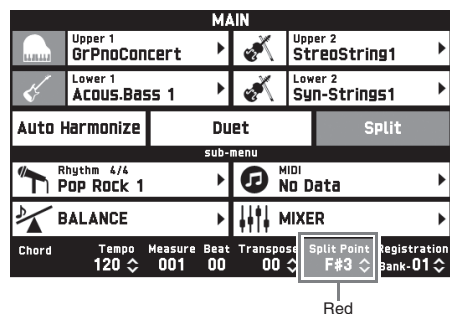 MAIN
Upper 1
GrPnoConcert
Upper 2
StreoString1
Lower 1
Acous.Bass 1
Lower 2
Syn-Strings1
Auto Harmonize Duet Split
sub-menu
Rhythm 4/4
Pop Rock 1
MIDI
No Data
BALANCE MIXER
Chord Tempo Measure Beat Transpose Split Point Registration
120 001 00 00 F#3 Bank-01
Red